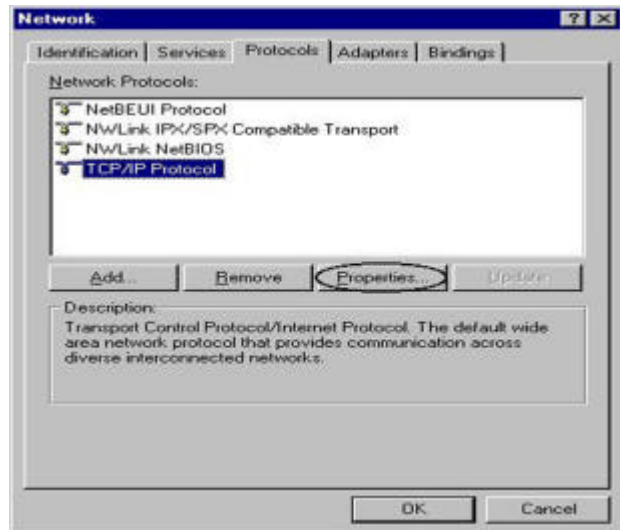 Network
Identification Services Protocols Adapters Bindings
Network Protocols:
NetBEUI Protocol
NWLink IPX/SPX Compatible Transport
NWLink NetBIOS
TCP/IP Protocol
Add... Remove Properties... Update
Description:
Transport Control Protocol/Internet Protocol. The default wide
area network protocol that provides communication across
diverse interconnected networks.
OK Cancel